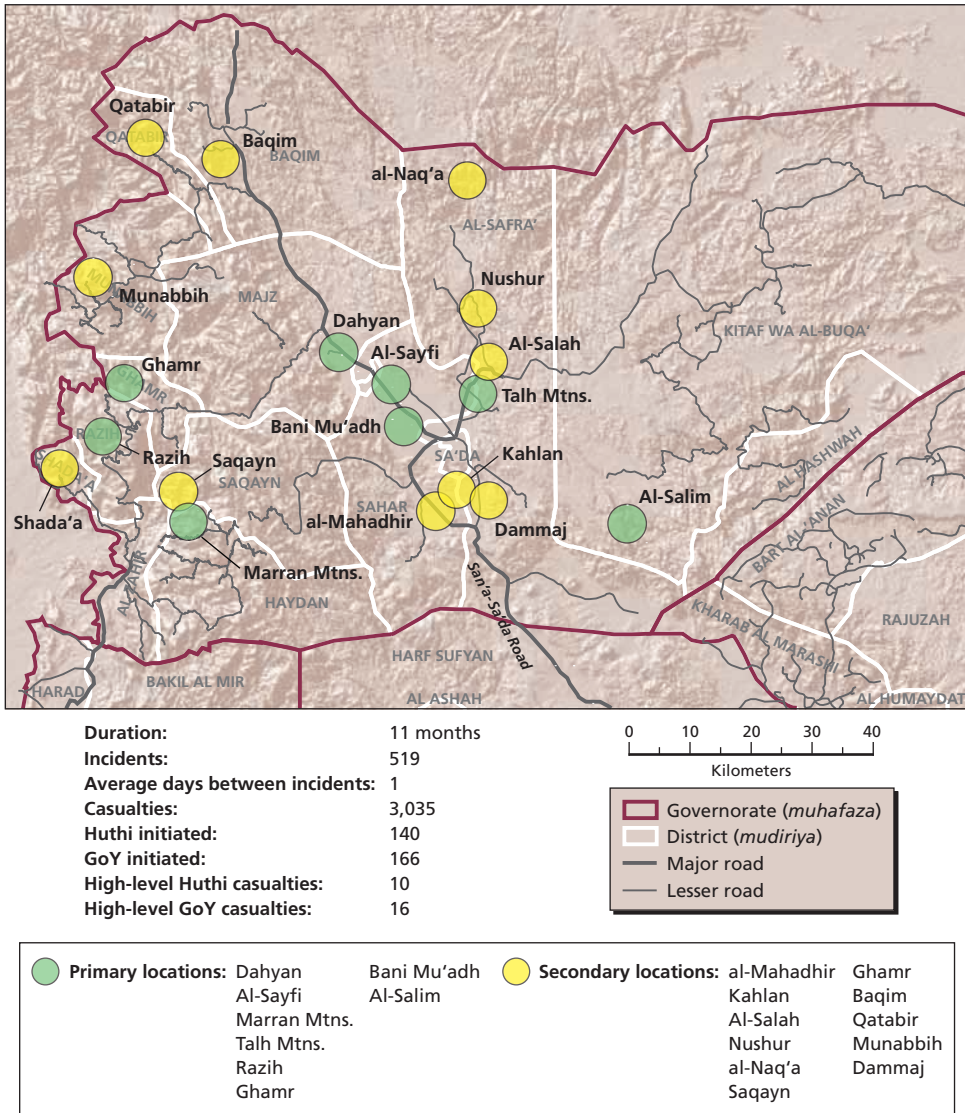 Qatabir
QATABIR
Baqim
BAQIM
al-Naq'a
AL-SAFRA'
Munabbih
MUNABBIH
MAJZ
Nushur
Dahyan
Al-Sayfi
Al-Salah
KITAF WA AL-BUQA'
Ghamr
GHAMR
Talh Mtns.
Bani Mu'adh
RAZIH
Razih
SA'DA
Kahlan
Saqayn
SAQAYN
SHADA'A
Shada'a
SAHAR
al-Mahadhir
Dammaj
Al-Salim
AL HASHWAH
BART AL 'ANAN
Marran Mtns.
AL ZAHIR
HAYDAN
San'a-Sa'da Road
KHARAB AL MARASHI
RAJUZAH
HARF SUFYAN
BAKIL AL MIR
HARAD
AL ASHAH
AL HUMAYDAT
Duration: 11 months
Incidents: 519
Average days between incidents: 1
Casualties: 3,035
Huthi initiated: 140
GoY initiated: 166
High-level Huthi casualties: 10
High-level GoY casualties: 16
0 10 20 30 40
Kilometers
Governorate (muhafaza)
District (mudiriya)
Major road
Lesser road
Primary locations: Dahyan Bani Mu'adh
Al-Sayfi Al-Salim
Marran Mtns.
Talh Mtns.
Razih
Ghamr
Secondary locations: al-Mahadhir Ghamr
Kahlan Baqim
Al-Salah Qatabir
Nushur Munabbih
al-Naq'a Dammaj
Saqayn